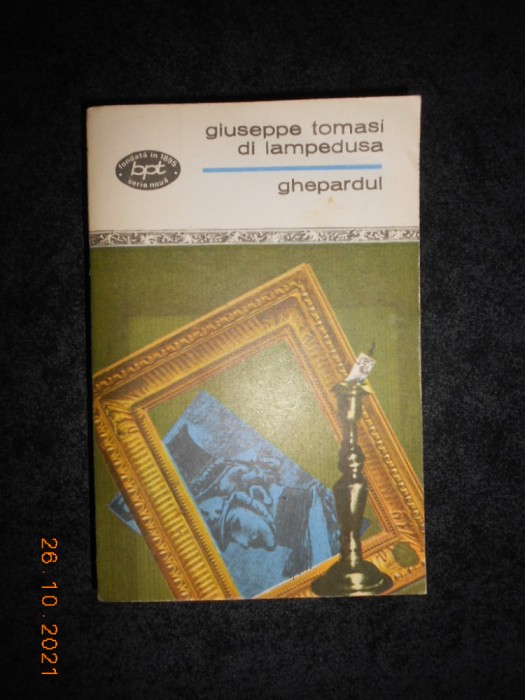 giuseppe tomasi
di lampedusa
ghepardul
fondată în 1895
bpt
serie nouă
26.10.2021